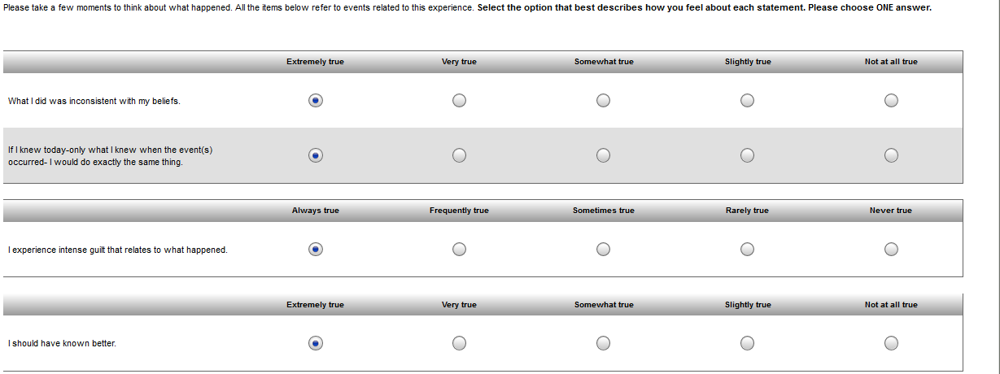 Please take a few moments to think about what happened. All the items below refer to events related to this experience. Select the option that best describes how you feel about each statement. Please choose ONE answer.
Extremely true Very true Somewhat true Slightly true Not at all true
What I did was inconsistent with my beliefs.
If I knew today-only what I knew when the event(s)
occurred- I would do exactly the same thing.
Always true Frequently true Sometimes true Rarely true Never true
I experience intense guilt that relates to what happened.
Extremely true Very true Somewhat true Slightly true Not at all true
I should have known better.